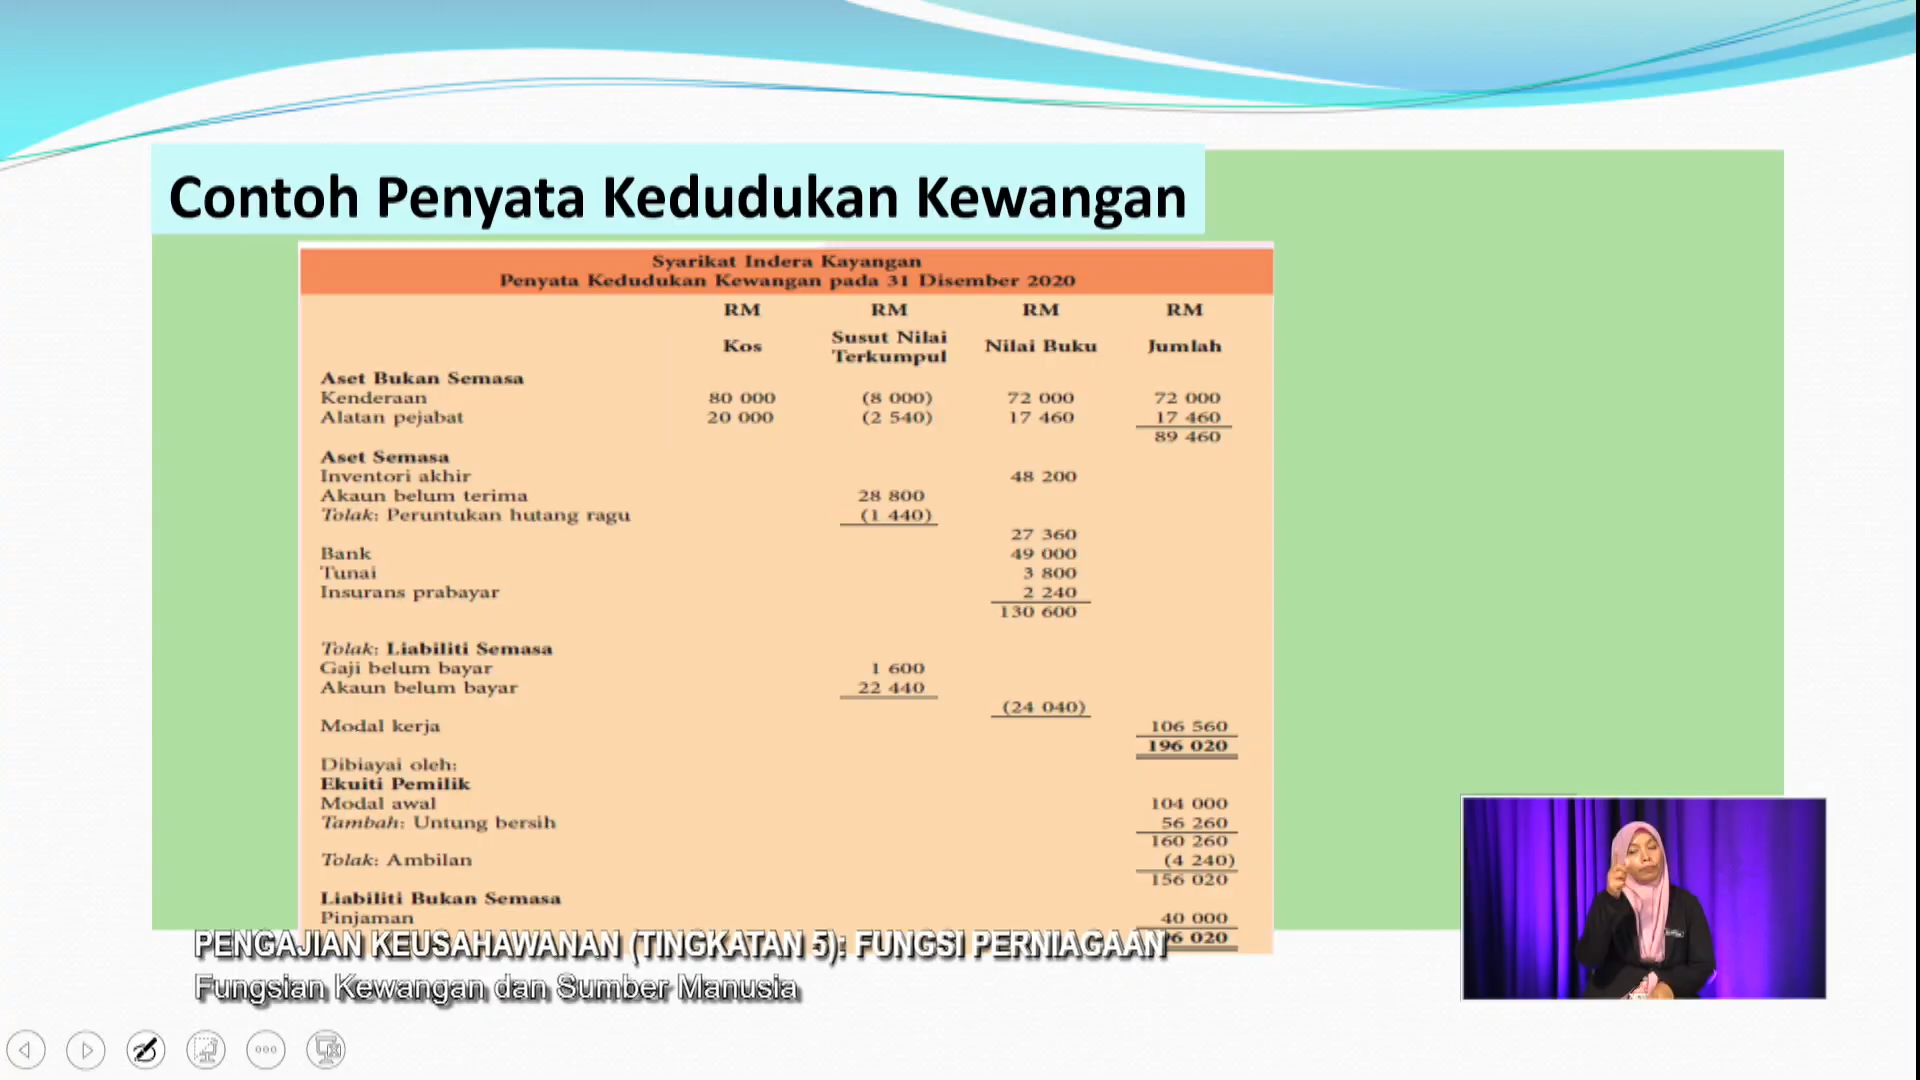 Contoh Penyata Kedudukan Kewangan
Syarikat Indera Kayangan
Penyata Kedudukan Kewangan pada 31 Disember 2020
RM RM RM RM
Kos Susut Nilai Terkumpul Nilai Buku Jumlah
Aset Bukan Semasa
Kenderaan 80 000 (8 000) 72 000 72 000
Alatan pejabat 20 000 (2 540) 17 460 17 460
89 460
Aset Semasa
Inventori akhir 48 200
Akaun belum terima 28 800
Tolak: Peruntukan hutang ragu (1 440)
27 360
Bank 49 000
Tunai 3 800
Insurans prabayar 2 240
130 600
Tolak: Liabiliti Semasa
Gaji belum bayar 1 600
Akaun belum bayar 22 440
(24 040)
Modal kerja 106 560
196 020
Dibiayai oleh:
Ekuiti Pemilik
Modal awal 104 000
Tambah: Untung bersih 56 260
160 260
Tolak: Ambilan (4 240)
156 020
Liabiliti Bukan Semasa
Pinjaman 40 000
96 020
PENGAJIAN KEUSAHAWANAN (TINGKATAN 5): FUNGSI PERNIAGAAN
Fungsian Kewangan dan Sumber Manusia